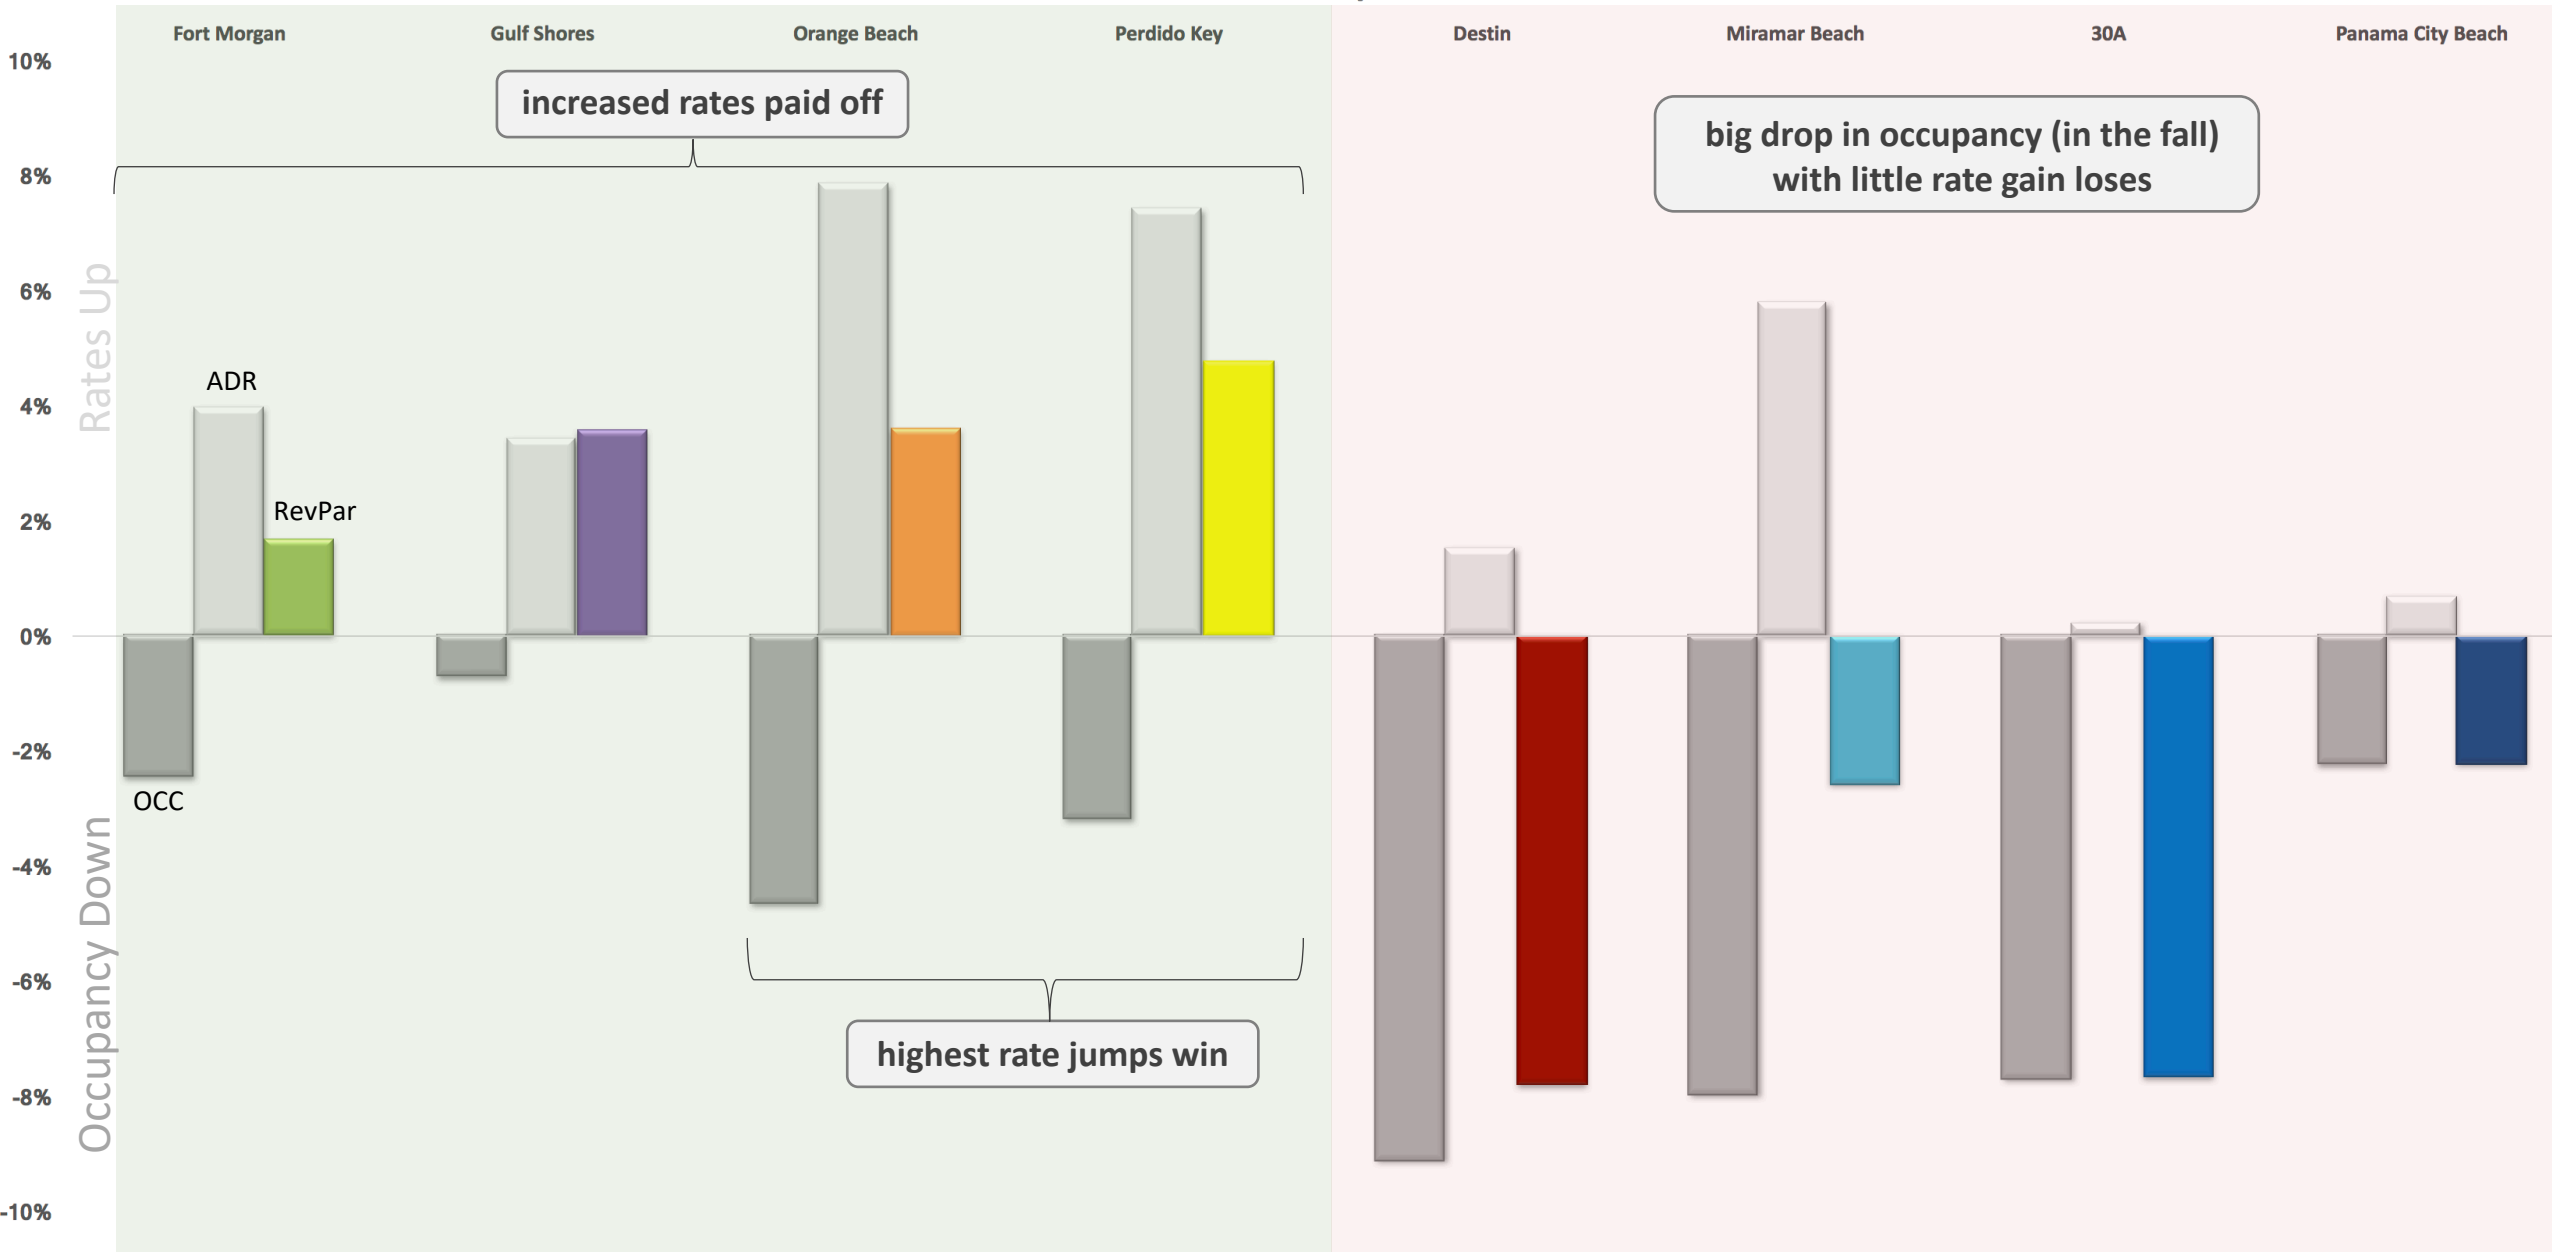 Fort Morgan
Gulf Shores
Orange Beach
Perdido Key
Destin
Miramar Beach
30A
Panama City Beach
10%
8%
6%
4%
2%
0%
-2%
-4%
-6%
-8%
-10%
Rates Up
Occupancy Down
increased rates paid off
big drop in occupancy (in the fall)
with little rate gain loses
ADR
RevPar
OCC
highest rate jumps win